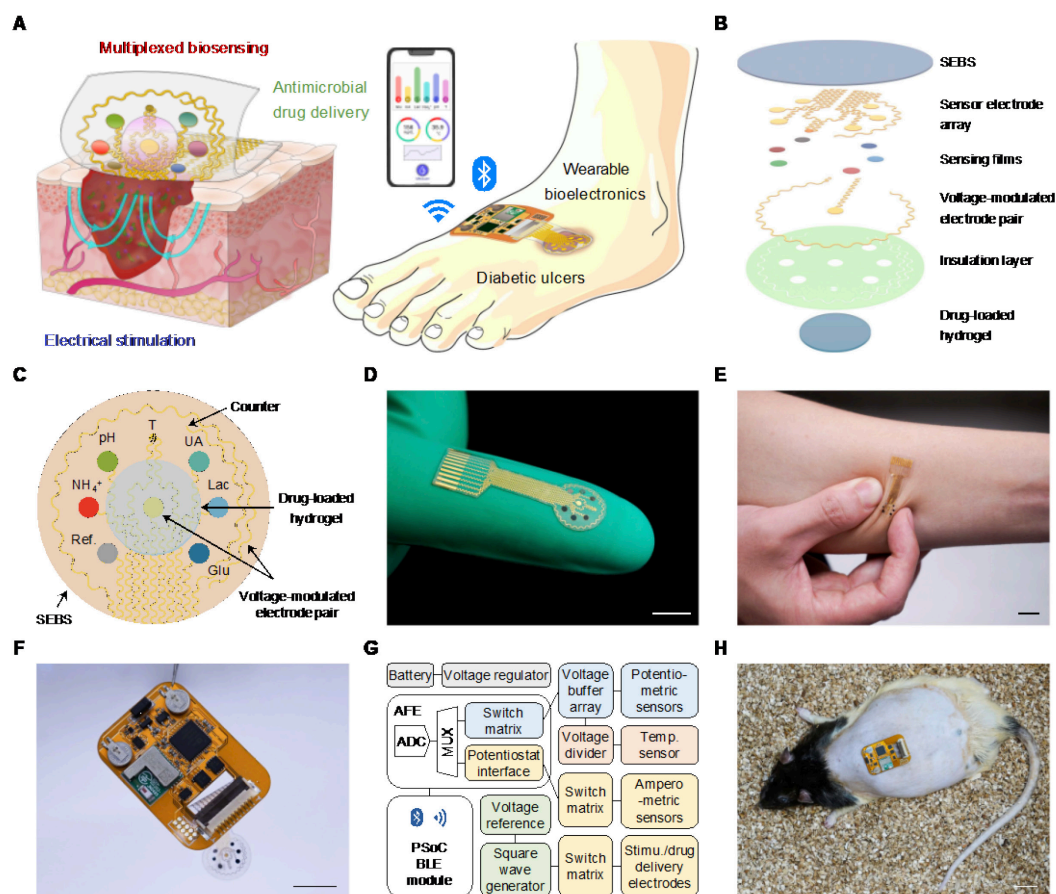 A
Multiplexed biosensing
Antimicrobial
drug delivery
Wearable
bioelectronics
Diabetic ulcers
Electrical stimulation
B
SEBS
Sensor electrode
array
Sensing films
Voltage-modulated
electrode pair
Insulation layer
Drug-loaded
hydrogel
C
Counter
T
pH
UA
NH₄⁺
Lac
Drug-loaded
hydrogel
Ref.
Glu
Voltage-modulated
electrode pair
SEBS
D
E
F
G
Battery
Voltage regulator
Voltage
buffer
array
Potentio-
metric
sensors
AFE
ADC
MUX
Switch
matrix
Potentiostat
interface
Voltage
divider
Temp.
sensor
Switch
matrix
Ampero
-metric
sensors
PSoC
BLE
module
Voltage
reference
Square
wave
generator
Switch
matrix
Stimu./drug
delivery
electrodes
H